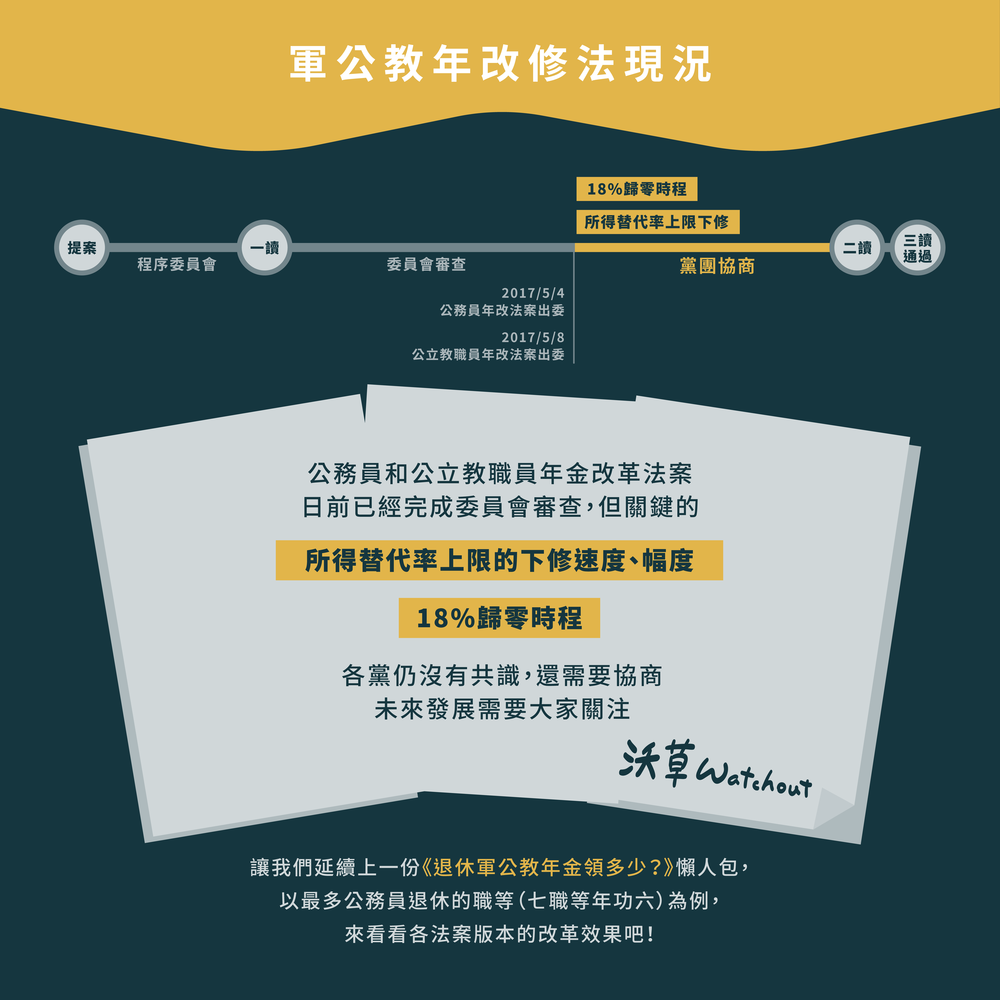 軍公教年改修法現況
18%歸零時程
所得替代率上限下修
提案
一讀
二讀
三讀
通過
程序委員會
委員會審查
黨團協商
2017/5/4
公務員年改法案出委
2017/5/8
公立教職員年改法案出委
公務員和公立教職員年金改革法案
日前已經完成委員會審查，但關鍵的
所得替代率上限的下修速度、幅度
18%歸零時程
各黨仍沒有共識，還需要協商
未來發展需要大家關注
沃草Watchout
讓我們延續上一份《退休軍公教年金領多少？》懶人包，
以最多公務員退休的職等（七職等年功六）為例，
來看看各法案版本的改革效果吧！